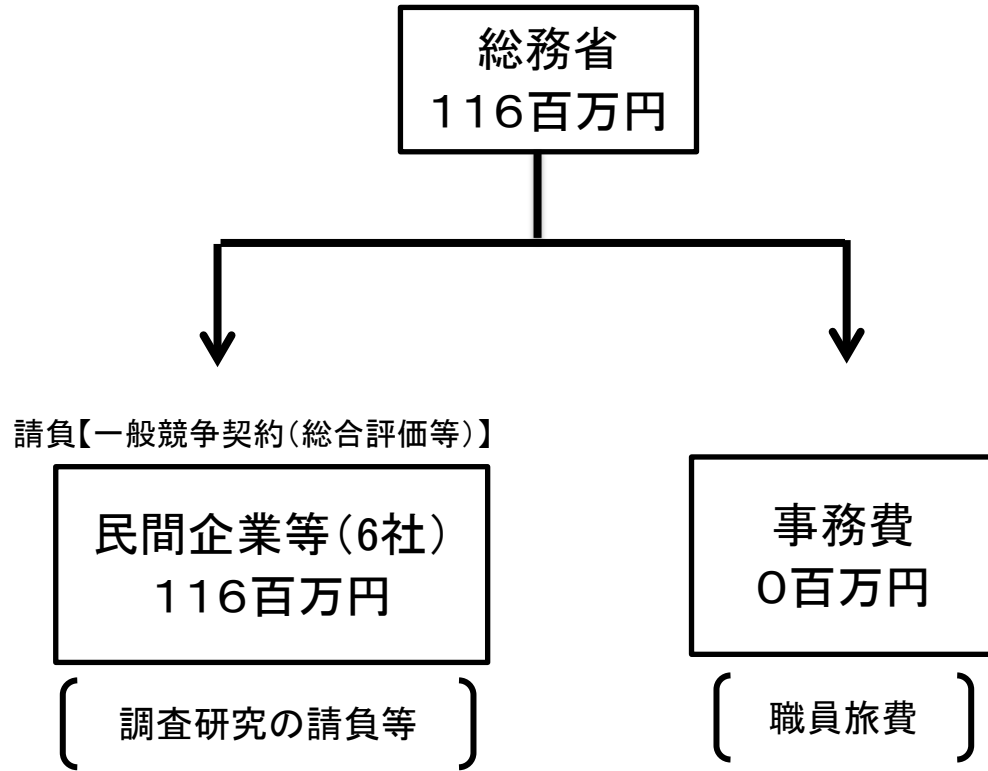 総務省
116百万円
請負【一般競争契約(総合評価等)】
民間企業等(6社)
116百万円
事務費
0百万円
調査研究の請負等
職員旅費